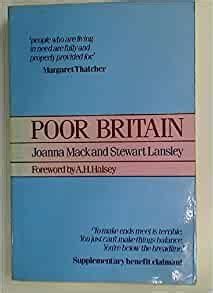 'people who are living
in need are fully and
properly provided for.'
Margaret Thatcher
POOR BRITAIN
Joanna Mack and Stewart Lansley
Foreword by A.H. Halsey
'To make ends meet is terrible.
You just can't make things balance.
You're below the breadline.'
Supplementary benefit claimant